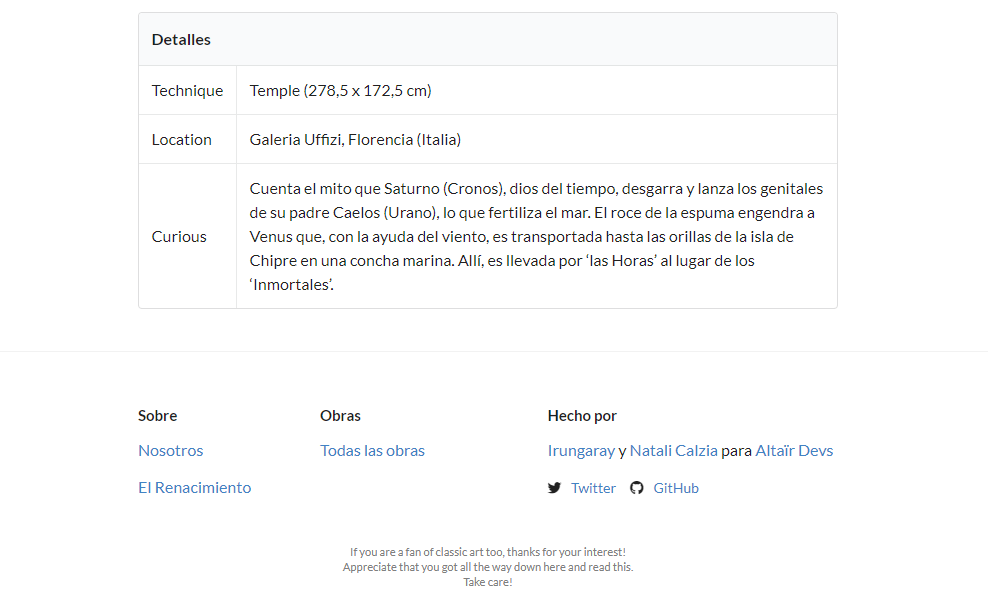 Detalles
Technique
Temple (278,5 x 172,5 cm)
Location
Galeria Uffizi, Florencia (Italia)
Curious
Cuenta el mito que Saturno (Cronos), dios del tiempo, desgarra y lanza los genitales
de su padre Caelos (Urano), lo que fertiliza el mar. El roce de la espuma engendra a
Venus que, con la ayuda del viento, es transportada hasta las orillas de la isla de
Chipre en una concha marina. Allí, es llevada por ‘las Horas’ al lugar de los
‘Inmortales’.
Sobre
Nosotros
El Renacimiento
Obras
Todas las obras
Hecho por
Irungaray y Natali Calzia para Altaïr Devs
Twitter GitHub
If you are a fan of classic art too, thanks for your interest!
Appreciate that you got all the way down here and read this.
Take care!